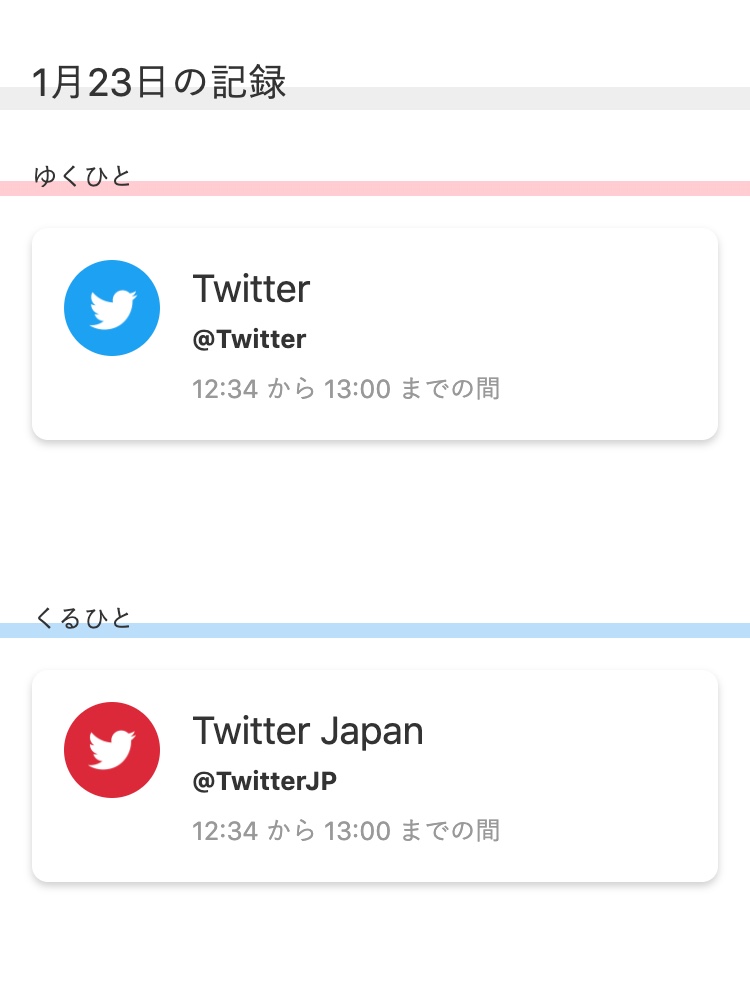 1月23日の記録
ゆくひと
Twitter
@Twitter
12:34 から 13:00 までの間
くるひと
Twitter Japan
@TwitterJP
12:34 から 13:00 までの間